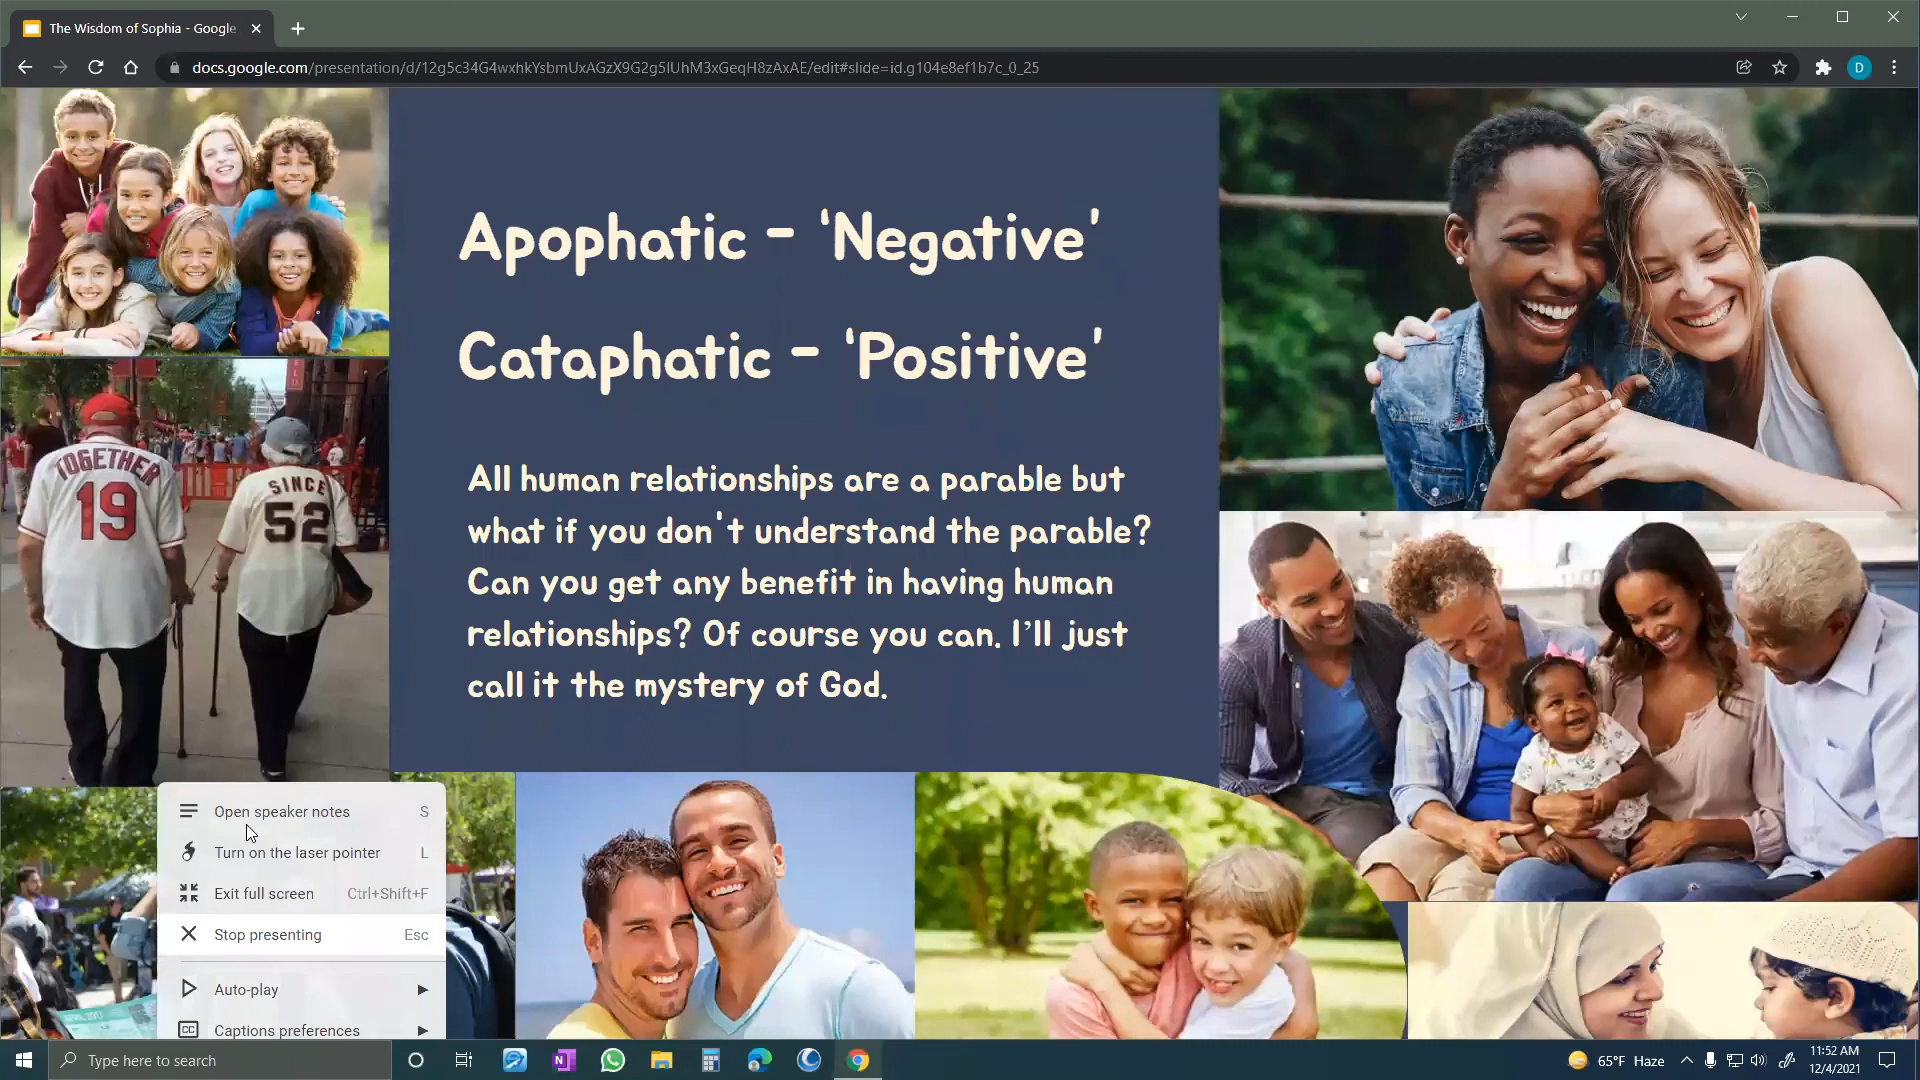 The Wisdom of Sophia - Google
docs.google.com/presentation/d/12g5c34G4wxhkYsbmUxAGzX9G2g5IUhM3xGeqH8zAxAE/edit#slide=id.g104e8ef1b7c_0_25
D
Apophatic - 'Negative'
Cataphatic - 'Positive'
All human relationships are a parable but
what if you don't understand the parable?
Can you get any benefit in having human
relationships? Of course you can. I'll just
call it the mystery of God.
TOGETHER
19
SINCE
52
Open speaker notes S
Turn on the laser pointer L
Exit full screen Ctrl+Shift+F
Stop presenting Esc
Auto-play
CC Captions preferences
Type here to search
N
65°F Haze
11:52 AM
12/4/2021